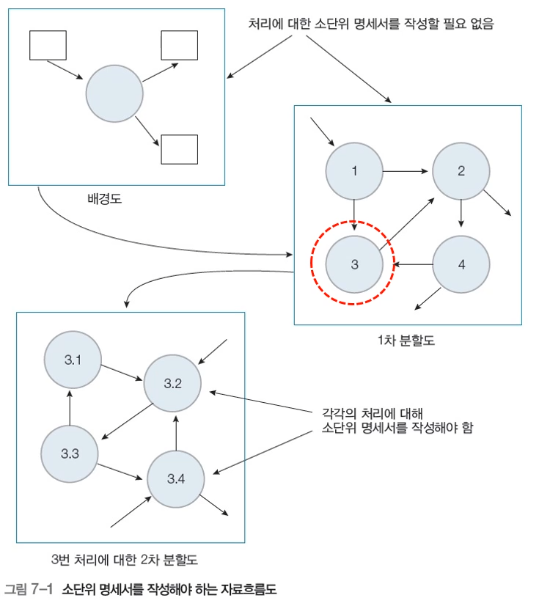 처리에 대한 소단위 명세서를 작성할 필요 없음
배경도
1
2
3
4
1차 분할도
3.1
3.2
3.3
3.4
각각의 처리에 대해
소단위 명세서를 작성해야 함
3번 처리에 대한 2차 분할도
그림 7-1 소단위 명세서를 작성해야 하는 자료흐름도